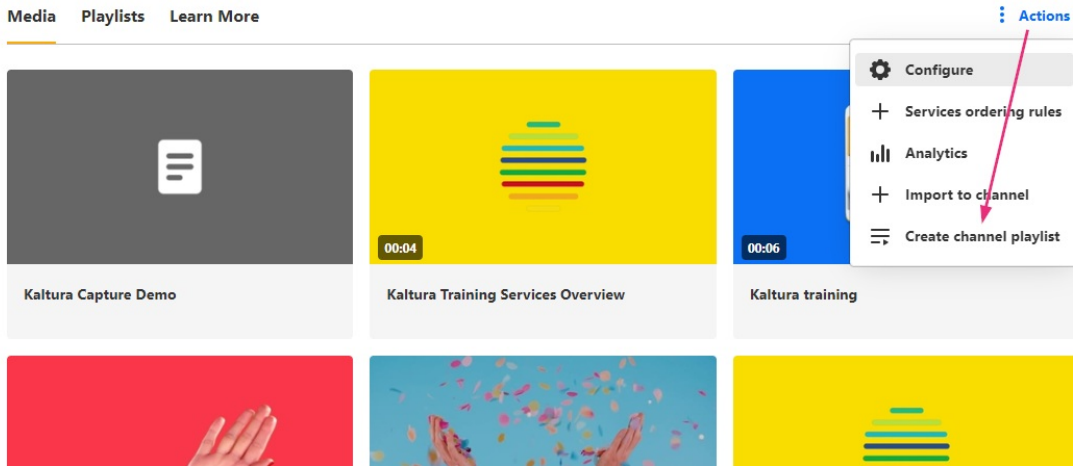 Media Playlists Learn More
Actions
Configure
Services ordering rules
Analytics
Import to channel
Create channel playlist
00:04
00:06
Kaltura Capture Demo
Kaltura Training Services Overview
Kaltura training